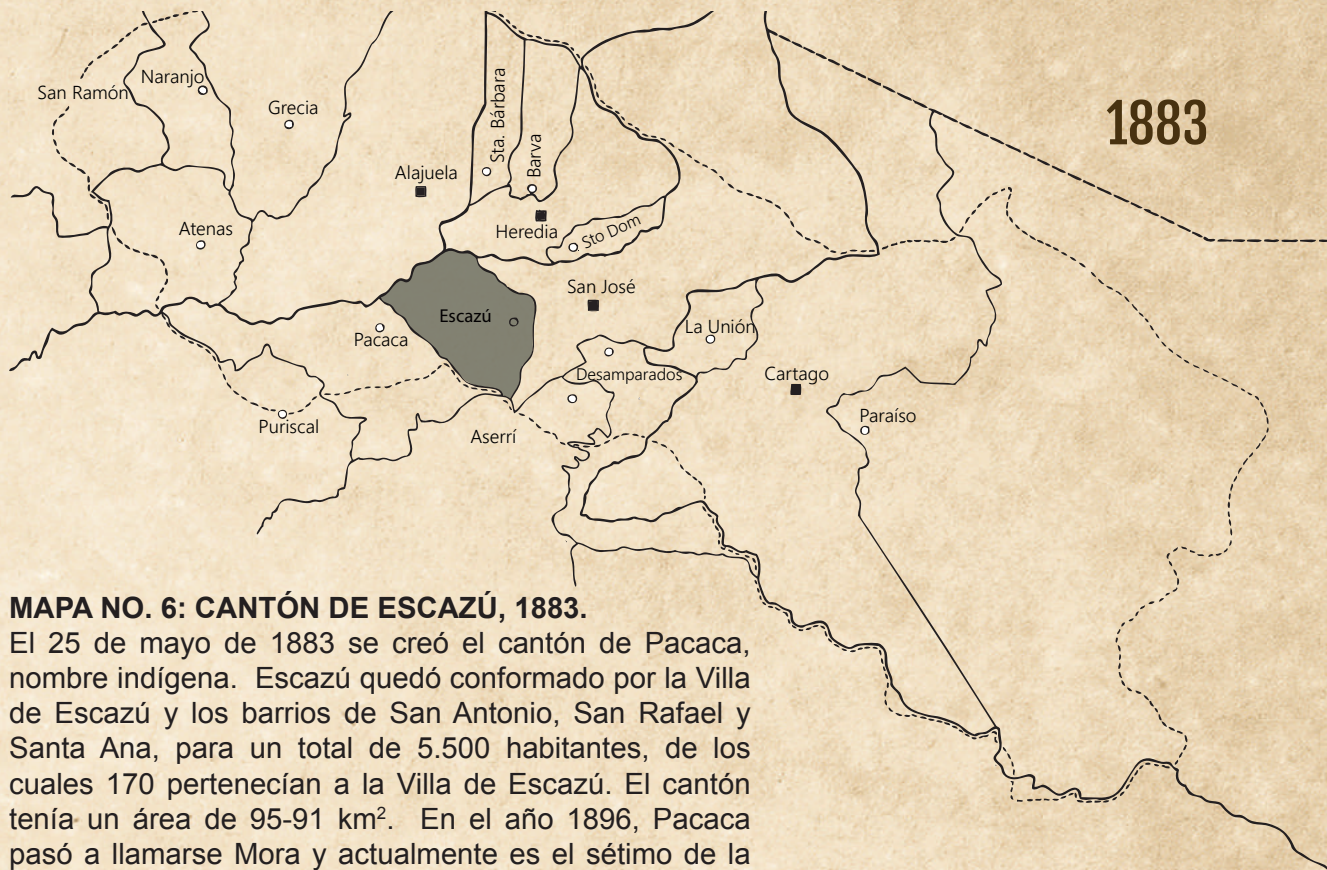 1883
Naranjo
San Ramón
Grecia
Sta. Bárbara
Barva
Alajuela
Atenas
Heredia
Sto Dom
San José
Escazú
La Unión
Pacaca
Desamparados
Cartago
Puriscal
Aserrí
Paraíso
MAPA NO. 6: CANTÓN DE ESCAZÚ, 1883.
El 25 de mayo de 1883 se creó el cantón de Pacaca,
nombre indígena. Escazú quedó conformado por la Villa
de Escazú y los barrios de San Antonio, San Rafael y
Santa Ana, para un total de 5.500 habitantes, de los
cuales 170 pertenecían a la Villa de Escazú. El cantón
tenía un área de 95-91 km². En el año 1896, Pacaca
pasó a llamarse Mora y actualmente es el sétimo de la